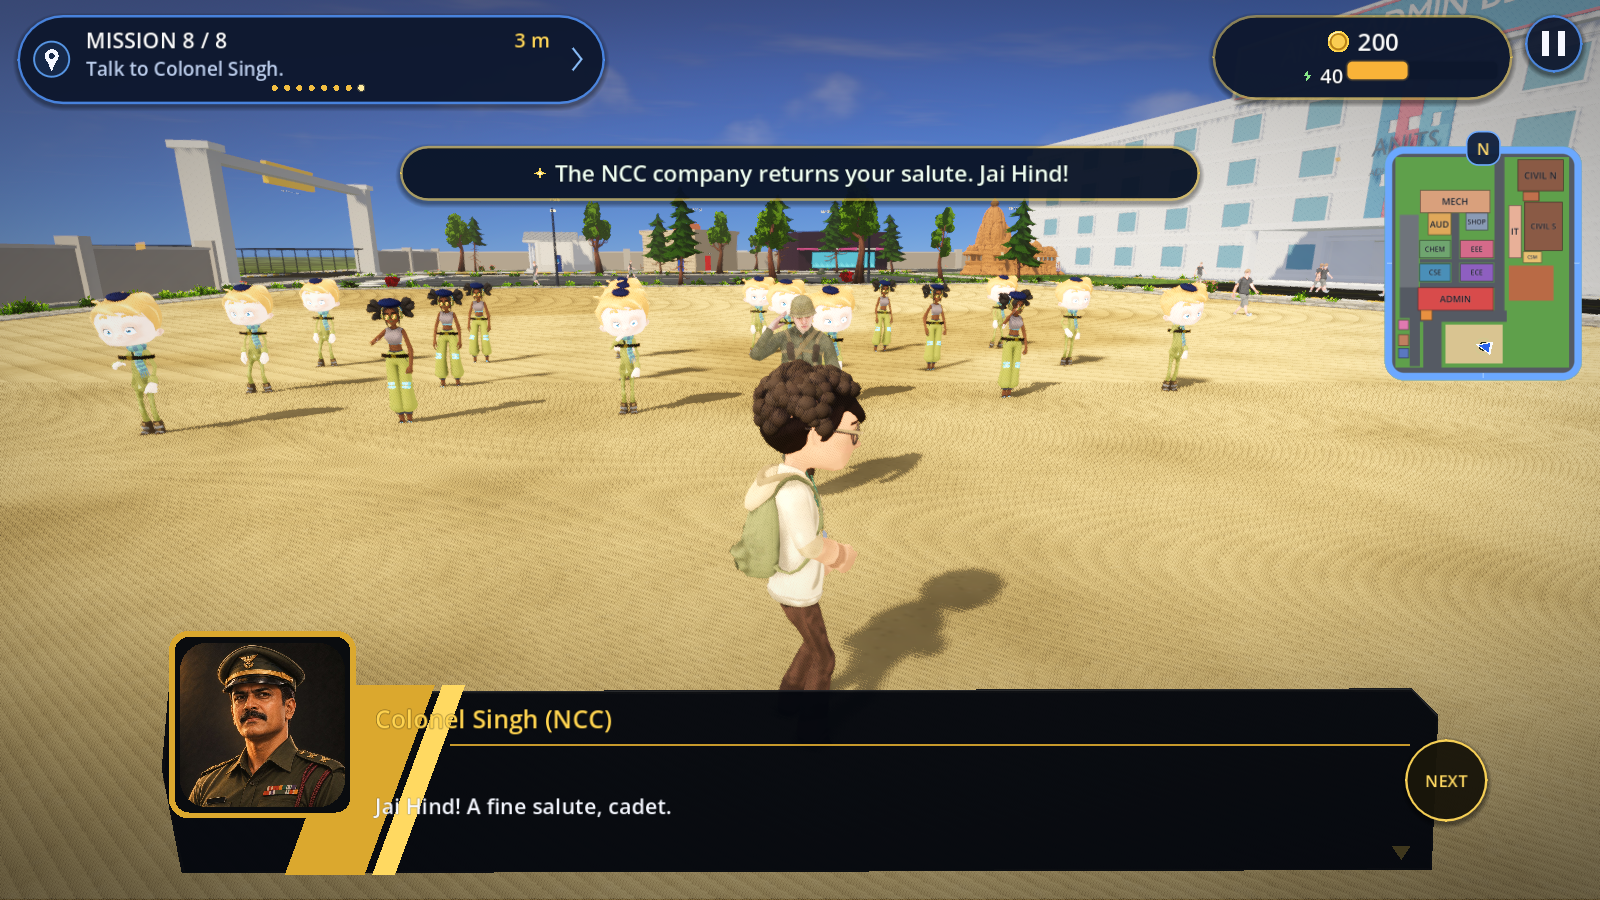 MISSION 8 / 8
3 m
Talk to Colonel Singh.
200
40
The NCC company returns your salute. Jai Hind!
N
CIVIL N
MECH
AUD
SHOP
IT
CIVIL S
CHEM
EEE
CSE
ECE
ADMIN
Colonel Singh (NCC)
Jai Hind! A fine salute, cadet.
NEXT